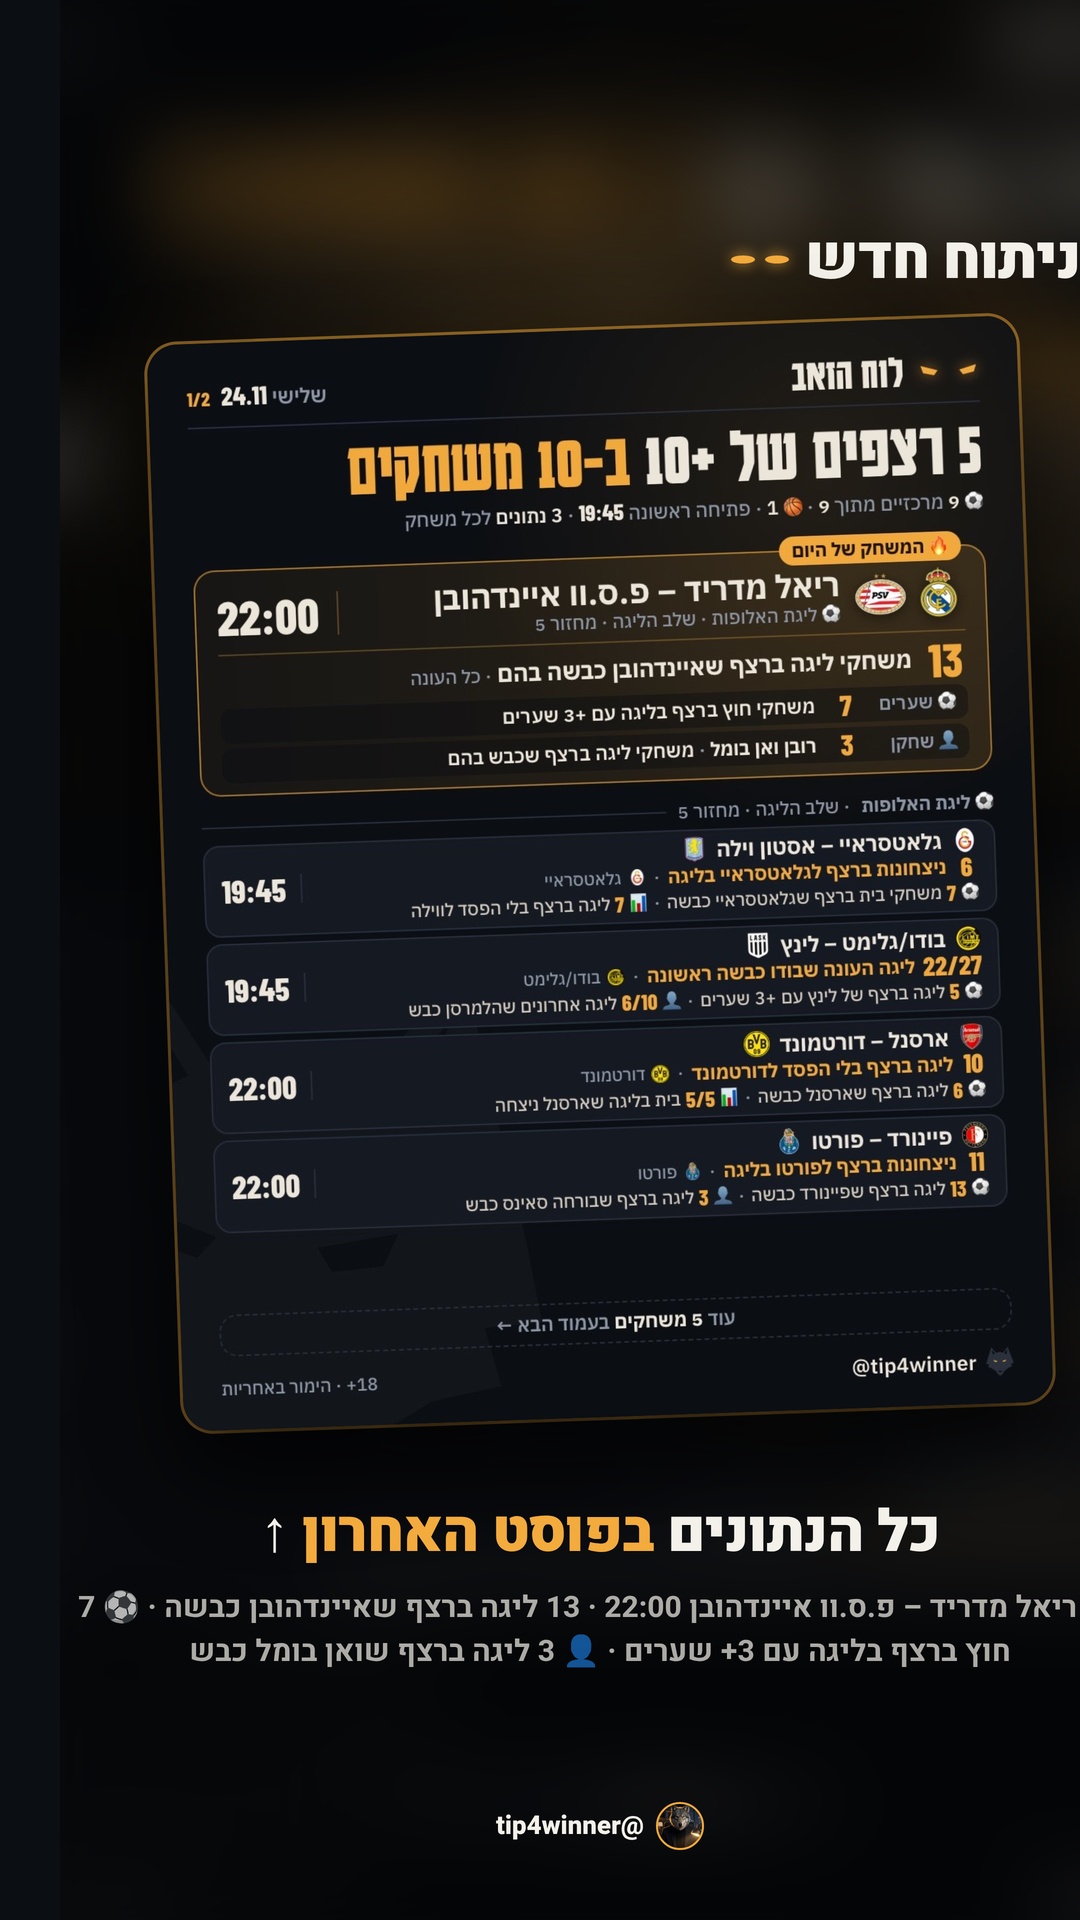 ניתוח חדש
לוח הזאב
שלישי 24.11 1/2
5 רצפים של +10 ב-10 משחקים
⚽ 9 מרכזיים מתוך 9 · 🏀 1 · פתיחה ראשונה 19:45 · 3 נתונים לכל משחק
🔥 המשחק של היום
ריאל מדריד – פ.ס.וו איינדהובן
22:00
⚽ ליגת האלופות · שלב הליגה · מחזור 5
13 משחקי ליגה ברצף שאיינדהובן כבשה בהם · כל העונה
⚽ שערים 7 משחקי חוץ ברצף בליגה עם +3 שערים
👤 שחקן 3 רובן ואן בומל · משחקי ליגה ברצף שכבש בהם
⚽ ליגת האלופות · שלב הליגה · מחזור 5
גלאטסראיי – אסטון וילה
19:45
6 ניצחונות ברצף לגלאטסראיי בליגה · גלאטסראיי
⚽ 7 משחקי בית ברצף שגלאטסראיי כבשה · 📊 7 ליגה ברצף בלי הפסד לווילה
בודו/גלימט – לינץ
19:45
22/27 ליגה העונה שבודו כבשה ראשונה · בודו/גלימט
⚽ 5 ליגה ברצף של לינץ עם +3 שערים · 👤 6/10 ליגה אחרונים שהלמרסן כבש
ארסנל – דורטמונד
22:00
10 ליגה ברצף בלי הפסד לדורטמונד · דורטמונד
⚽ 6 ליגה ברצף שארסנל כבשה · 📊 5/5 בית בליגה שארסנל ניצחה
פיינורד – פורטו
22:00
11 ניצחונות ברצף לפורטו בליגה · פורטו
⚽ 13 ליגה ברצף שפיינורד כבשה · 👤 3 ליגה ברצף שבורחה סאינס כבש
עוד 5 משחקים בעמוד הבא ←
@tip4winner
18+ · הימור באחריות
כל הנתונים בפוסט האחרון ↑
ריאל מדריד – פ.ס.וו איינדהובן 22:00 · 13 ליגה ברצף שאיינדהובן כבשה · ⚽ 7
חוץ ברצף בליגה עם +3 שערים · 👤 3 ליגה ברצף שואן בומל כבש
tip4winner@